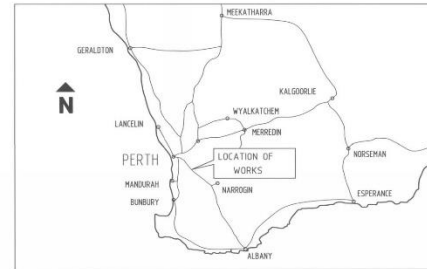 MEEKATHARRA
GERALDTON
KALGOORLIE
N
WYALKATCHEM
LANCELIN
MERREDIN
PERTH
LOCATION OF
WORKS
NORSEMAN
MANDURAH
NARROGIN
BUNBURY
ESPERANCE
ALBANY